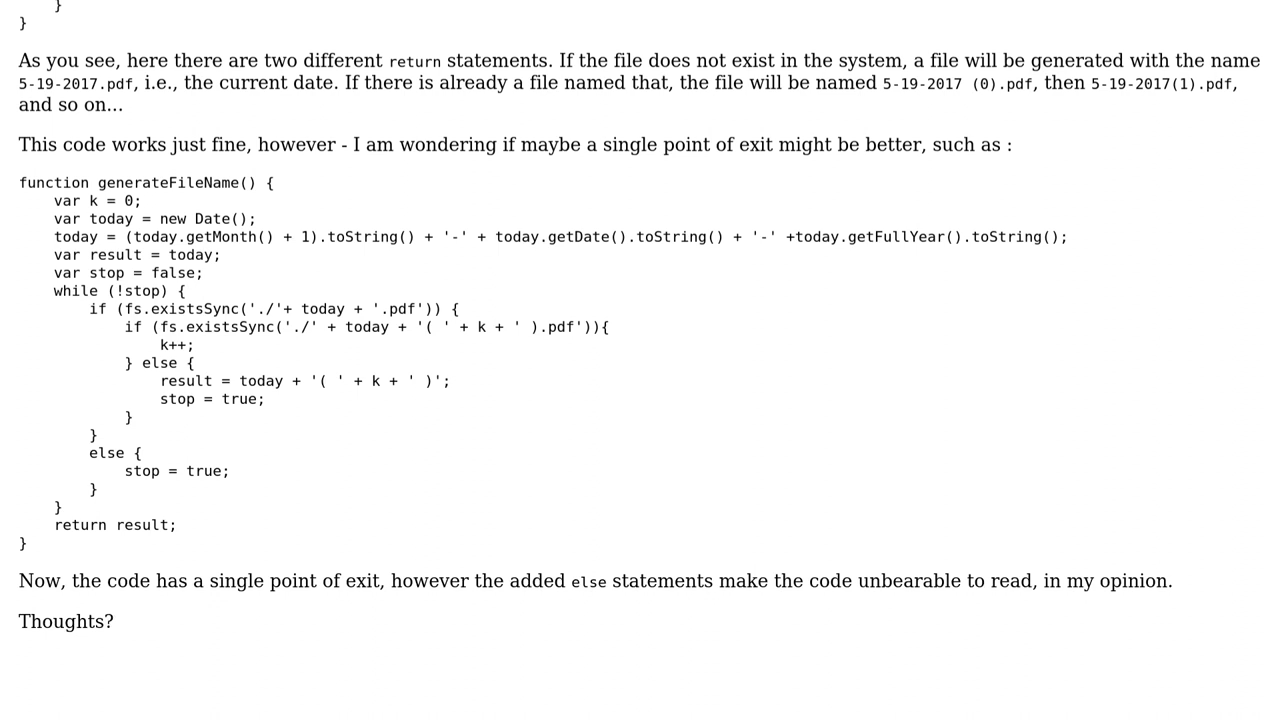 }
}
As you see, here there are two different return statements. If the file does not exist in the system, a file will be generated with the name
5-19-2017.pdf, i.e., the current date. If there is already a file named that, the file will be named 5-19-2017 (0).pdf, then 5-19-2017(1).pdf,
and so on...
This code works just fine, however - I am wondering if maybe a single point of exit might be better, such as :
function generateFileName() {
    var k = 0;
    var today = new Date();
    today = (today.getMonth() + 1).toString() + '-' + today.getDate().toString() + '-' +today.getFullYear().toString();
    var result = today;
    var stop = false;
    while (!stop) {
        if (fs.existsSync('./'+ today + '.pdf')) {
            if (fs.existsSync('./' + today + '( ' + k + ' ).pdf')){
                k++;
            } else {
                result = today + '( ' + k + ' )';
                stop = true;
            }
        }
        else {
            stop = true;
        }
    }
    return result;
}
Now, the code has a single point of exit, however the added else statements make the code unbearable to read, in my opinion.
Thoughts?